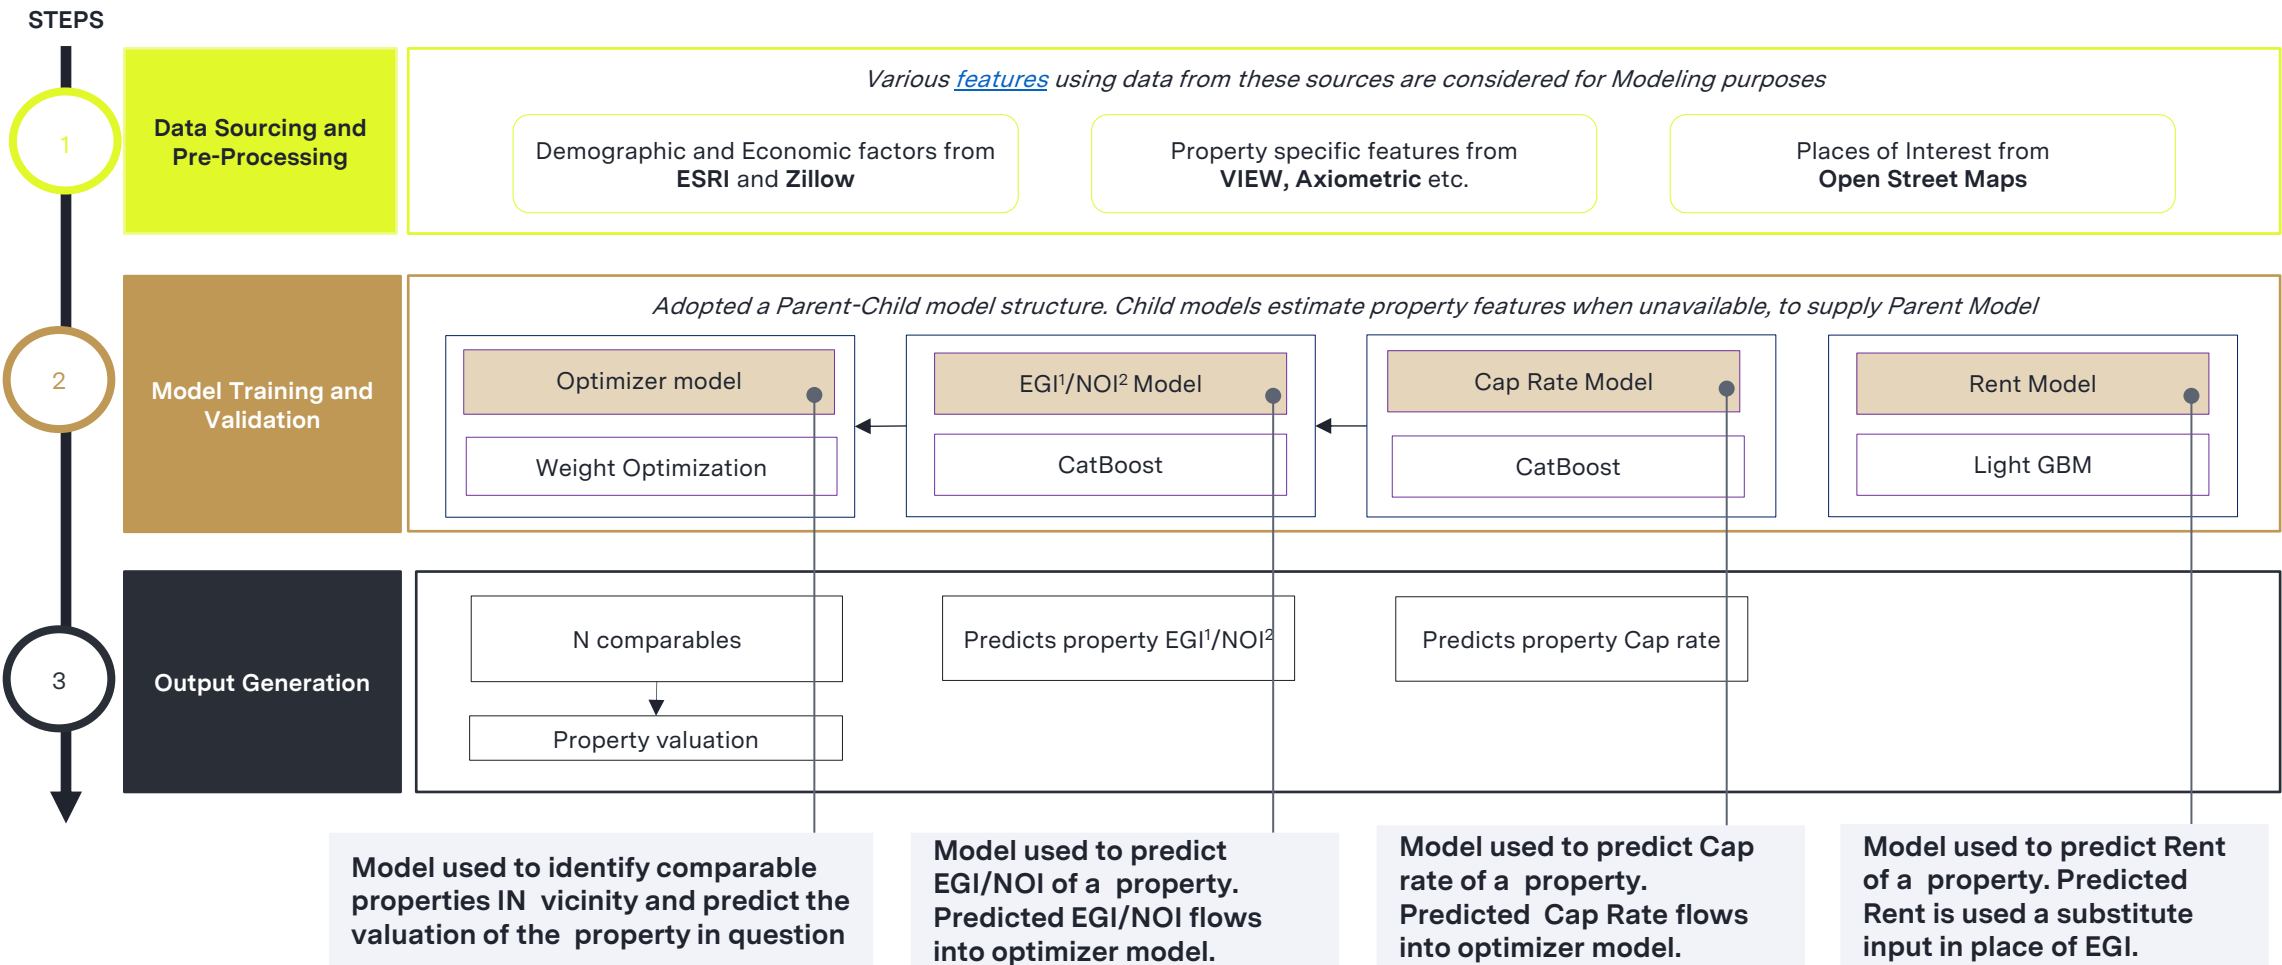 STEPS
1
Data Sourcing and
Pre-Processing
Various features using data from these sources are considered for Modeling purposes
Demographic and Economic factors from
ESRI and Zillow
Property specific features from
VIEW, Axiometric etc.
Places of Interest from
Open Street Maps
2
Model Training and
Validation
Adopted a Parent-Child model structure. Child models estimate property features when unavailable, to supply Parent Model
Optimizer model
Weight Optimization
EGI¹/NOI² Model
CatBoost
Cap Rate Model
CatBoost
Rent Model
Light GBM
3
Output Generation
N comparables
Property valuation
Predicts property EGI¹/NOI²
Predicts property Cap rate
Model used to identify comparable
properties IN vicinity and predict the
valuation of the property in question
Model used to predict
EGI/NOI of a property.
Predicted EGI/NOI flows
into optimizer model.
Model used to predict Cap
rate of a property.
Predicted Cap Rate flows
into optimizer model.
Model used to predict Rent
of a property. Predicted
Rent is used a substitute
input in place of EGI.